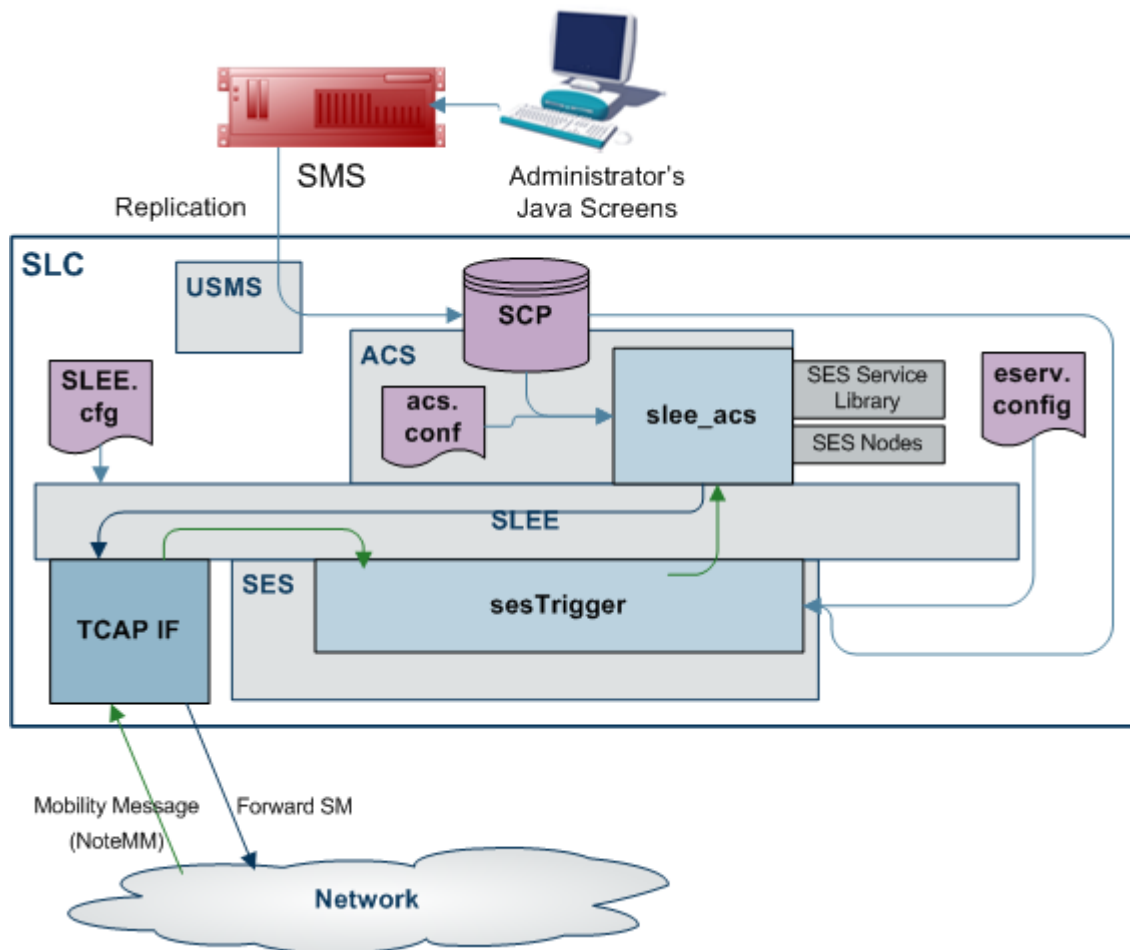 SMS
Administrator's
Java Screens
Replication
SLC
USMS
SCP
ACS
SLEE.
cfg
acs.
conf
slee_acs
SES Service
Library
SES Nodes
eserv.
config
SLEE
SES
sesTrigger
TCAP IF
Mobility Message
(NoteMM)
Forward SM
Network